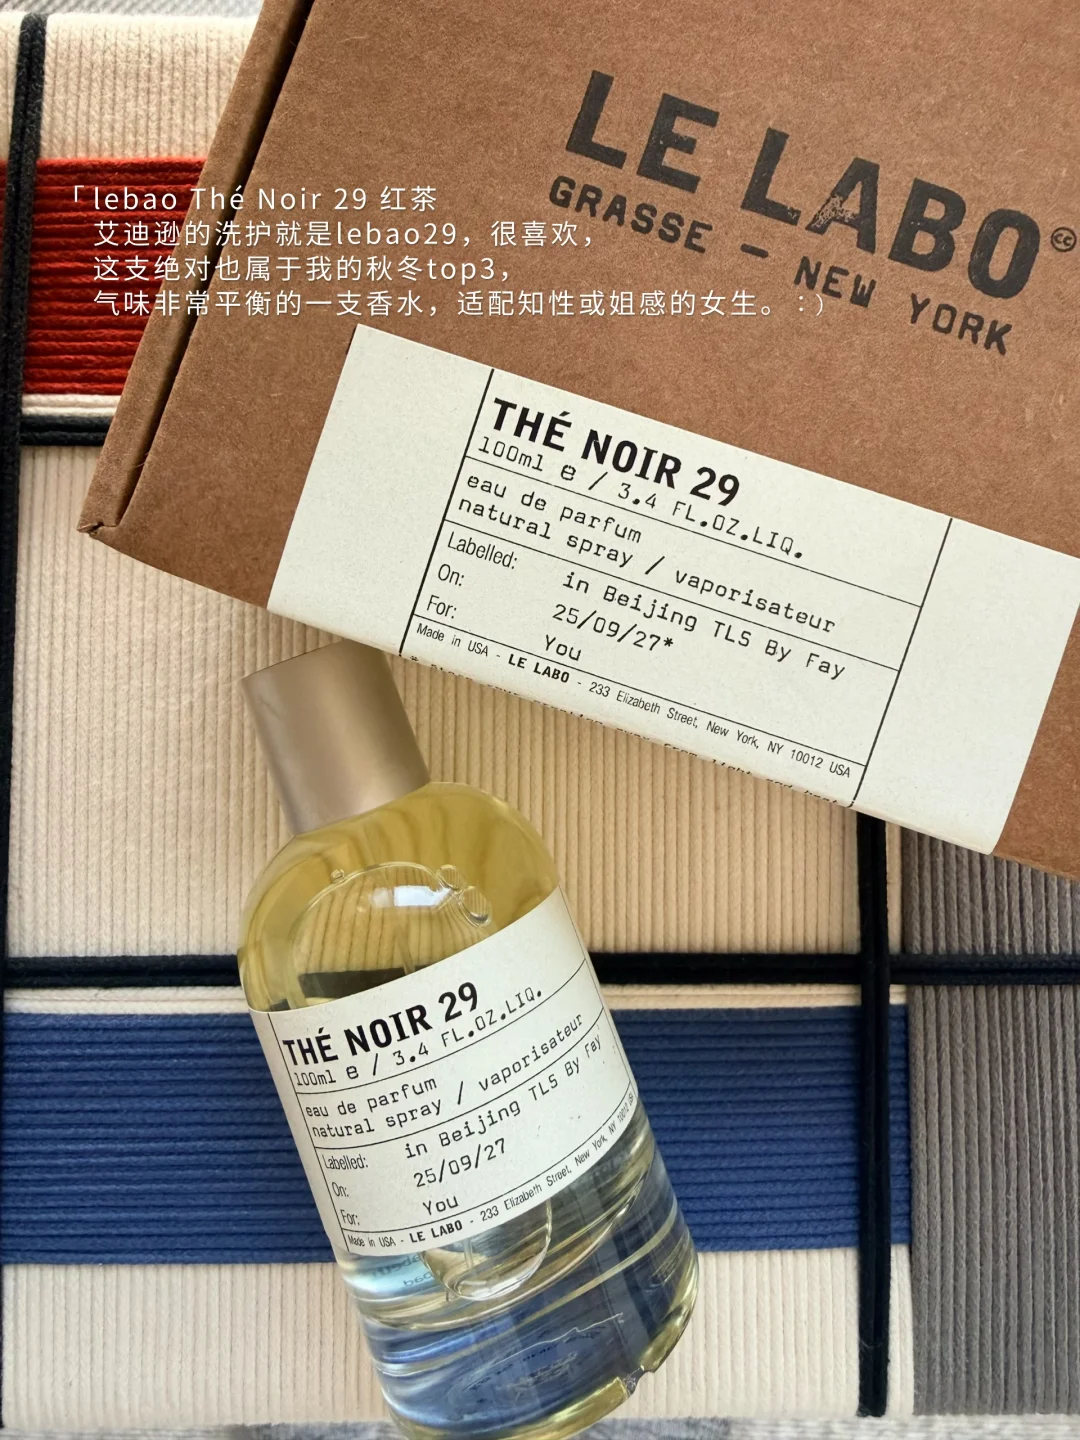 LE LABO
GRASSE - NEW YORK
「lebao Thé Noir 29 红茶
艾迪逊的洗护就是lebao29，很喜欢，
这支绝对也属于我的秋冬top3，
气味非常平衡的一支香水，适配知性或姐感的女生。:）
THÉ NOIR 29
100ml e / 3.4 FL.OZ.LIQ.
eau de parfum
natural spray / vaporisateur
Labelled: in Beijing TLS By Fay
On: 25/09/27*
For: You
Made in USA - LE LABO - 233 Elizabeth Street, New York, NY 10012 USA
THÉ NOIR 29
100ml e / 3.4 FL.OZ.LIQ.
eau de parfum
natural spray / vaporisateur
Labelled: in Beijing TLS By Fay
On: 25/09/27
For: You
Made in USA - LE LABO - 233 Elizabeth Street, New York, NY 10012